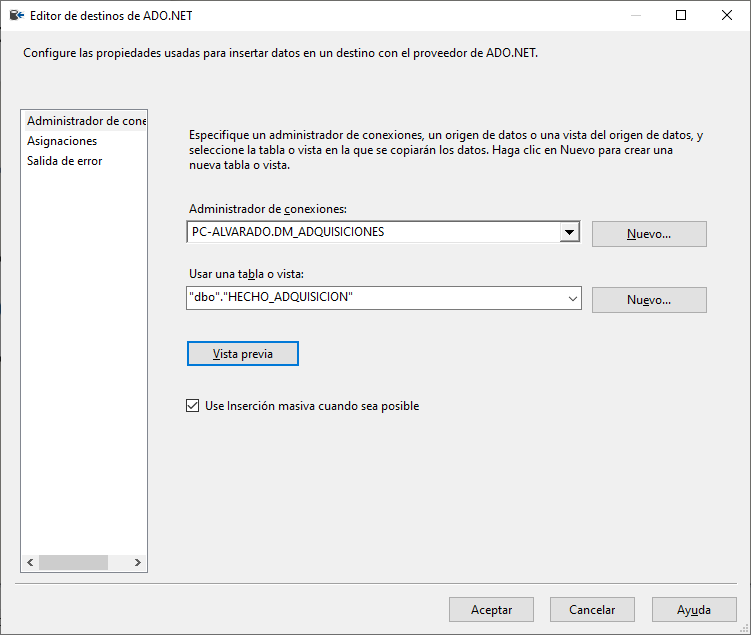 Editor de destinos de ADO.NET
Configure las propiedades usadas para insertar datos en un destino con el proveedor de ADO.NET.
Administrador de cone
Asignaciones
Salida de error
Especifique un administrador de conexiones, un origen de datos o una vista del origen de datos, y
seleccione la tabla o vista en la que se copiarán los datos. Haga clic en Nuevo para crear una
nueva tabla o vista.
Administrador de conexiones:
PC-ALVARADO.DM_ADQUISICIONES
Nuevo...
Usar una tabla o vista:
"dbo"."HECHO_ADQUISICION"
Nuevo...
Vista previa
Use Inserción masiva cuando sea posible
Aceptar
Cancelar
Ayuda